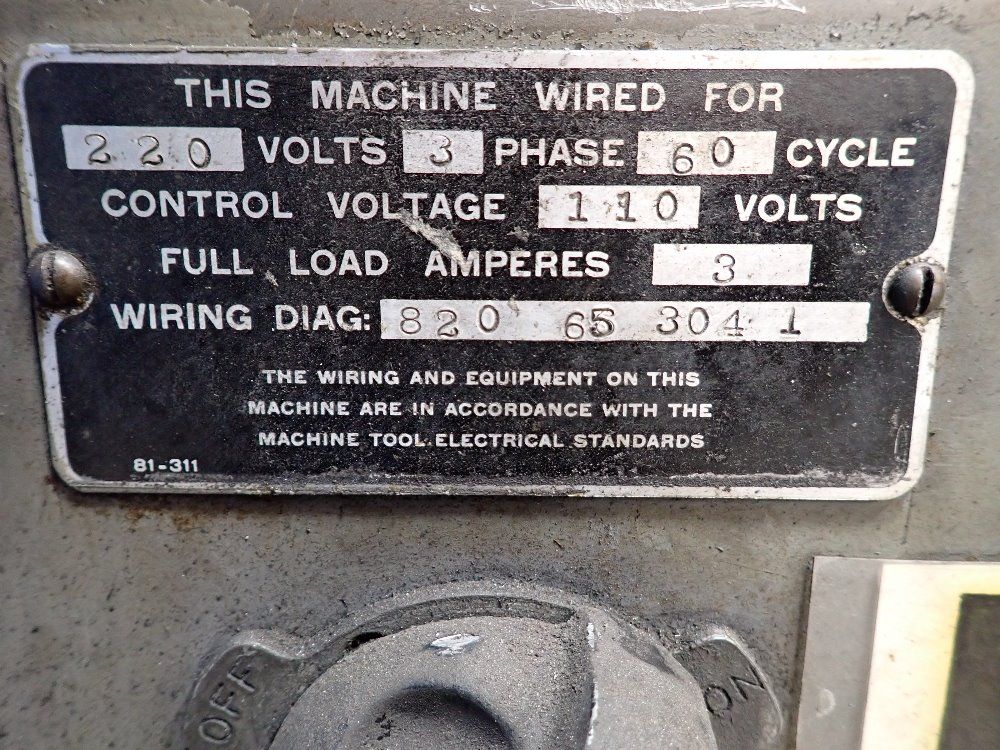 THIS MACHINE WIRED FOR
220 VOLTS 3 PHASE 60 CYCLE
CONTROL VOLTAGE 110 VOLTS
FULL LOAD AMPERES 3
WIRING DIAG: 820 65 304 1
THE WIRING AND EQUIPMENT ON THIS
MACHINE ARE IN ACCORDANCE WITH THE
MACHINE TOOL ELECTRICAL STANDARDS
81-311
OFF ON